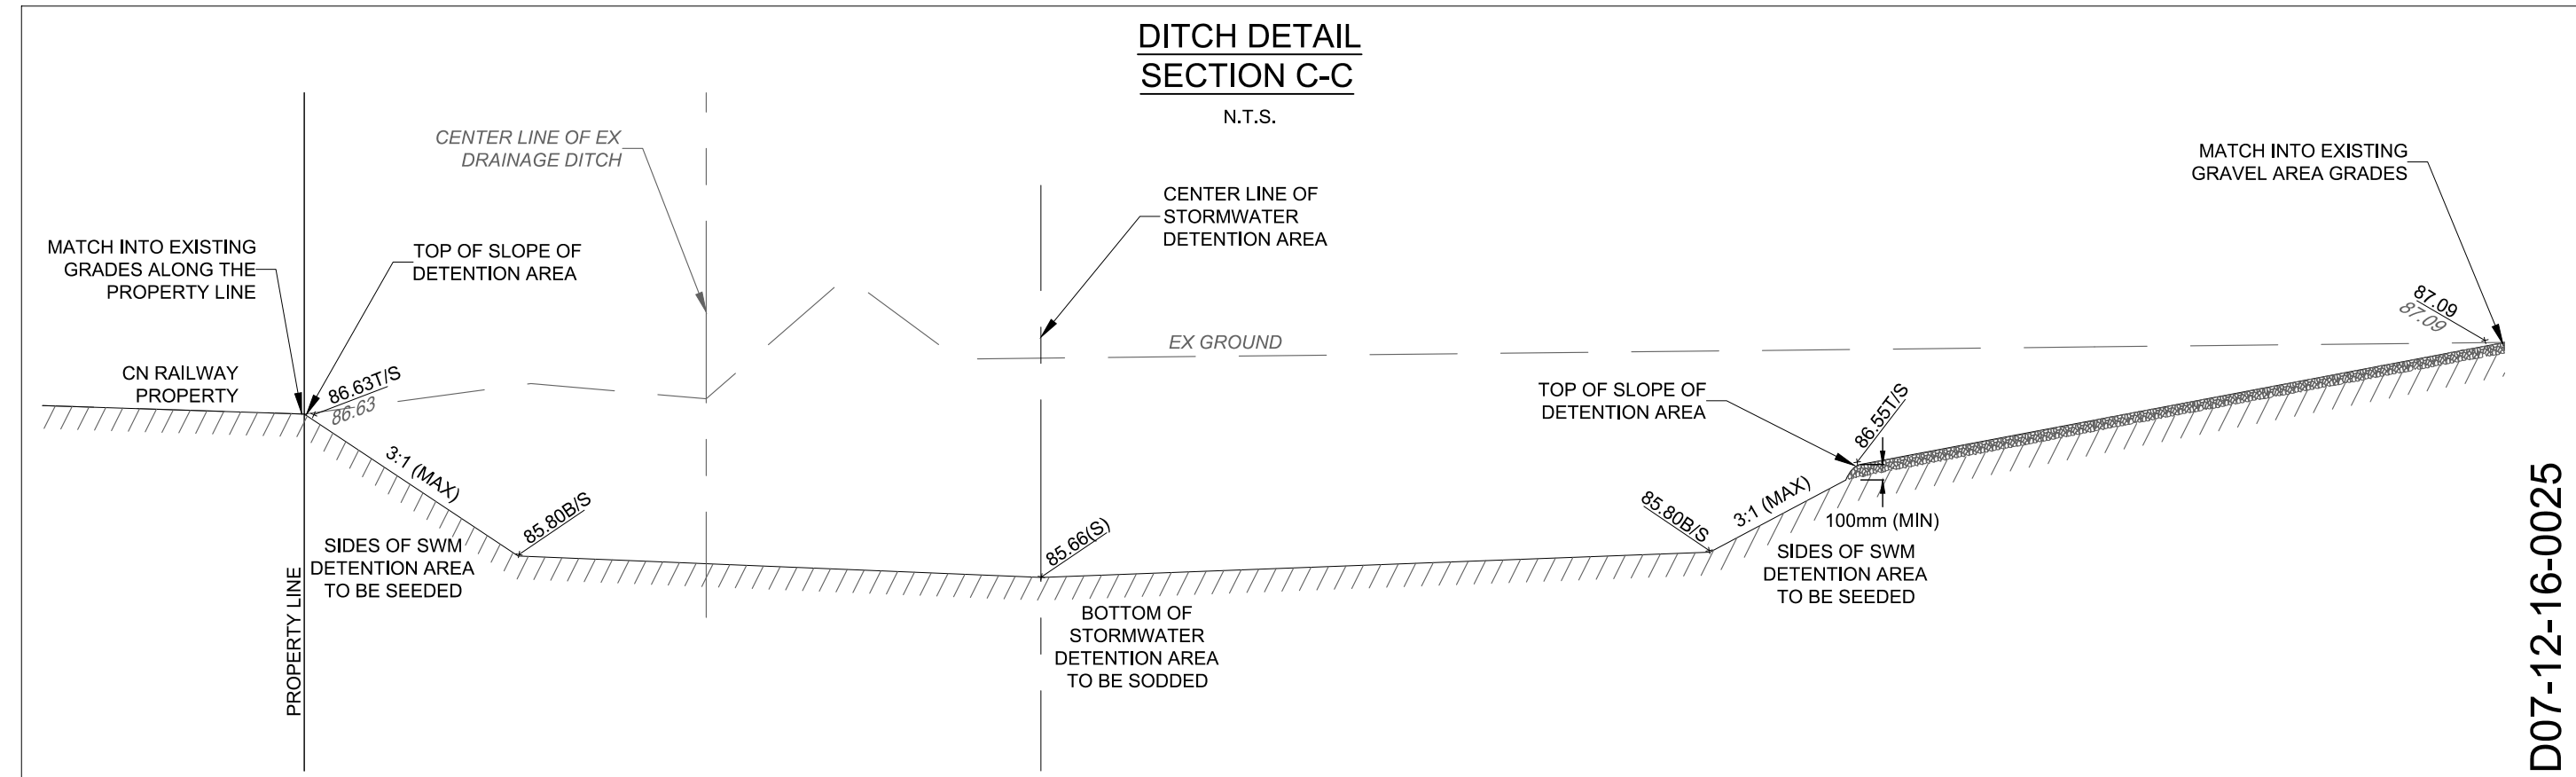 DITCH DETAIL
SECTION C-C
N.T.S.
CENTER LINE OF EX
DRAINAGE DITCH
MATCH INTO EXISTING
GRAVEL AREA GRADES
CENTER LINE OF
STORMWATER
DETENTION AREA
MATCH INTO EXISTING
GRADES ALONG THE
PROPERTY LINE
TOP OF SLOPE OF
DETENTION AREA
87.09
87.09
EX GROUND
CN RAILWAY
PROPERTY
86.63T/S
86.63
TOP OF SLOPE OF
DETENTION AREA
86.55T/S
3:1 (MAX)
85.80B/S
85.66(S)
85.80B/S
3:1 (MAX)
100mm (MIN)
SIDES OF SWM
DETENTION AREA
TO BE SEEDED
SIDES OF SWM
DETENTION AREA
TO BE SEEDED
PROPERTY LINE
BOTTOM OF
STORMWATER
DETENTION AREA
TO BE SODDED
D07-12-16-0025